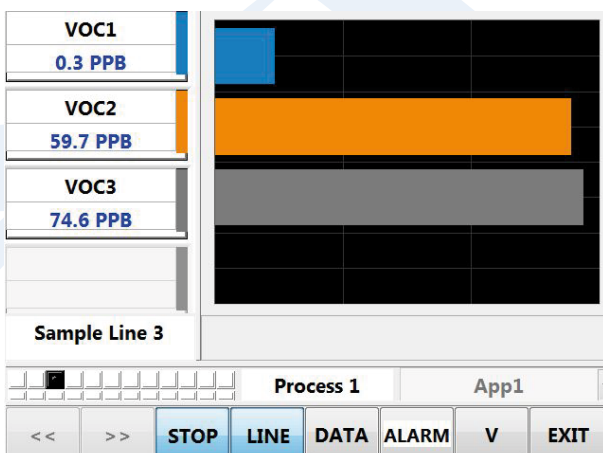 VOC1
0.3 PPB
VOC2
59.7 PPB
VOC3
74.6 PPB
Sample Line 3
Process 1 App1
<< >> STOP LINE DATA ALARM V EXIT